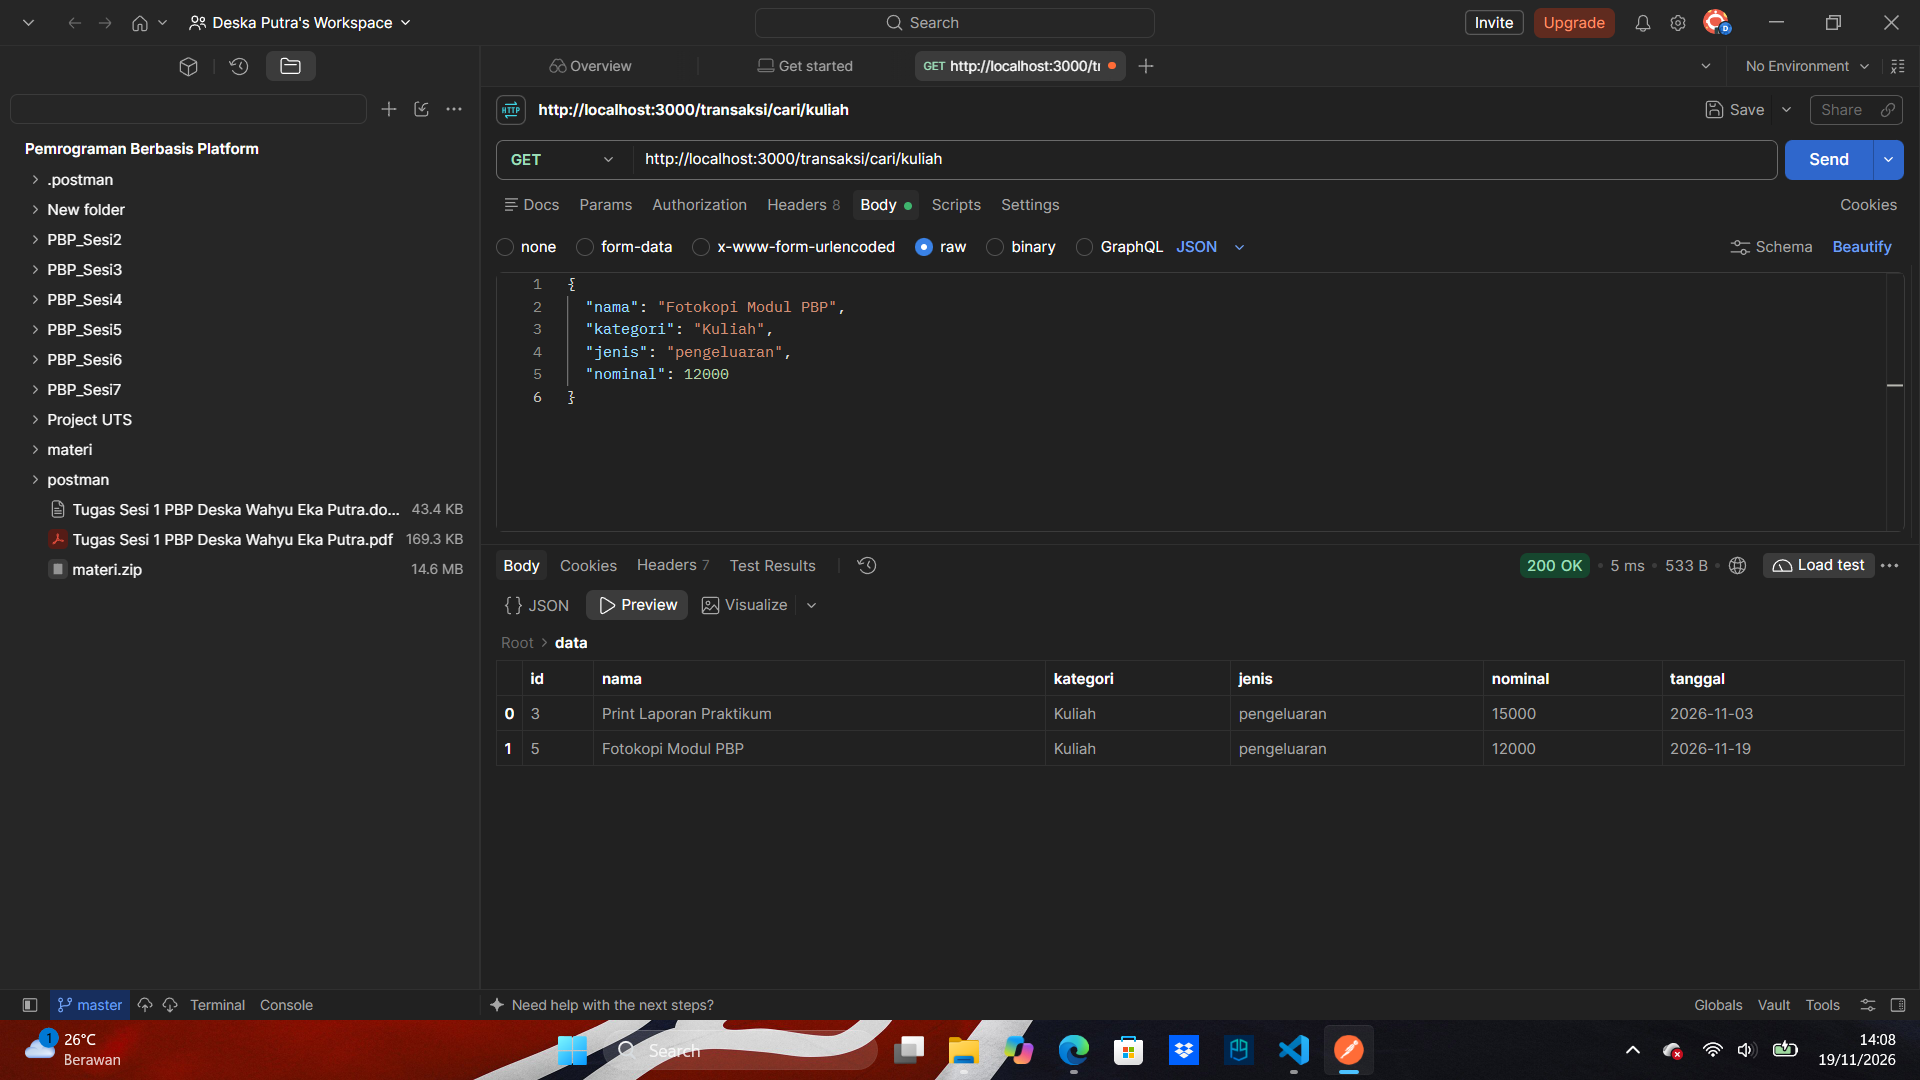 Deska Putra's Workspace
Search
Invite
Upgrade
D
Overview
Get started
GET http://localhost:3000/tr
No Environment
HTTP http://localhost:3000/transaksi/cari/kuliah
Save
Share
Pemrograman Berbasis Platform
.postman
New folder
PBP_Sesi2
PBP_Sesi3
PBP_Sesi4
PBP_Sesi5
PBP_Sesi6
PBP_Sesi7
Project UTS
materi
postman
Tugas Sesi 1 PBP Deska Wahyu Eka Putra.do... 43.4 KB
Tugas Sesi 1 PBP Deska Wahyu Eka Putra.pdf 169.3 KB
materi.zip 14.6 MB
GET http://localhost:3000/transaksi/cari/kuliah
Send
Docs Params Authorization Headers 8 Body Scripts Settings Cookies
none form-data x-www-form-urlencoded raw binary GraphQL JSON Schema Beautify
1 {
2 "nama": "Fotokopi Modul PBP",
3 "kategori": "Kuliah",
4 "jenis": "pengeluaran",
5 "nominal": 12000
6 }
Body Cookies Headers 7 Test Results 200 OK • 5 ms • 533 B • Load test
{} JSON Preview Visualize
Root > data
id nama kategori jenis nominal tanggal
0 3 Print Laporan Praktikum Kuliah pengeluaran 15000 2026-11-03
1 5 Fotokopi Modul PBP Kuliah pengeluaran 12000 2026-11-19
master Terminal Console
Need help with the next steps?
Globals Vault Tools
1
26°C
Berawan
Search
14:08
19/11/2026